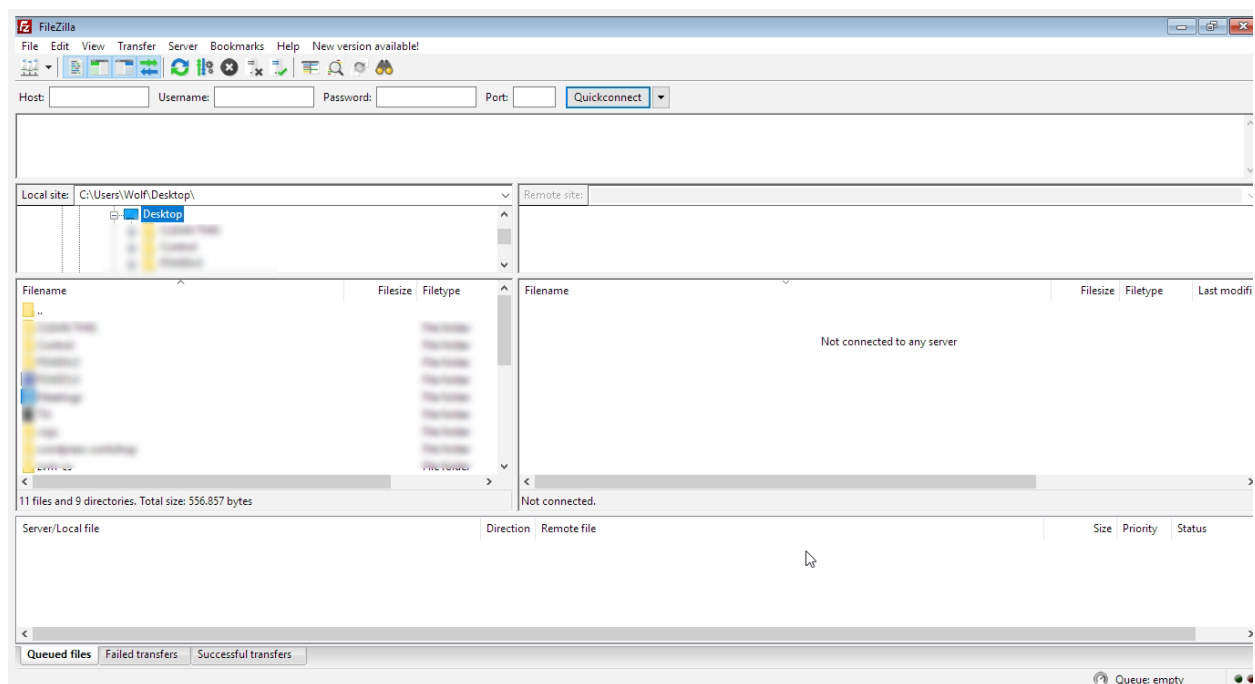 FileZilla
File Edit View Transfer Server Bookmarks Help New version available!
Host: Username: Password: Port: Quickconnect
Local site: C:\Users\Wolf\Desktop\
Remote site:
Desktop
Filename Filesize Filetype
..
11 files and 9 directories. Total size: 556.857 bytes
Filename Filesize Filetype Last modifi
Not connected to any server
Not connected.
Server/Local file Direction Remote file Size Priority Status
Queued files Failed transfers Successful transfers
Queue: empty